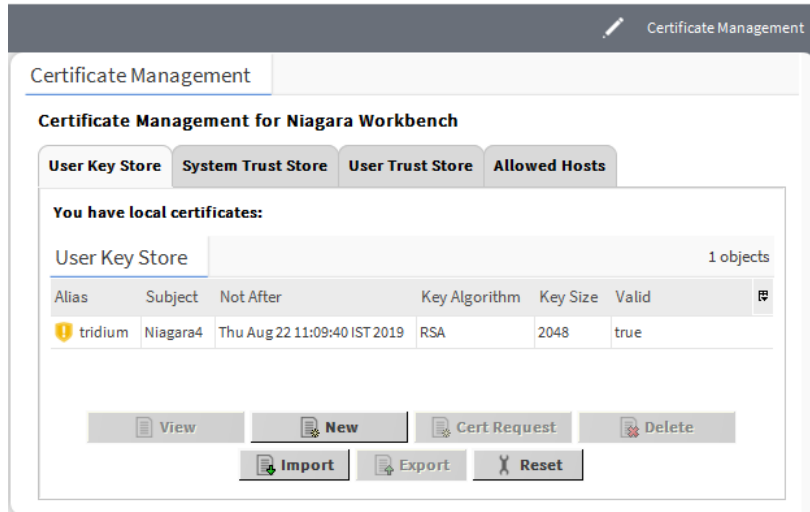 Certificate Management
Certificate Management
Certificate Management for Niagara Workbench
User Key Store System Trust Store User Trust Store Allowed Hosts
You have local certificates:
User Key Store 1 objects
Alias Subject Not After Key Algorithm Key Size Valid
tridium Niagara4 Thu Aug 22 11:09:40 IST 2019 RSA 2048 true
View New Cert Request Delete
Import Export Reset